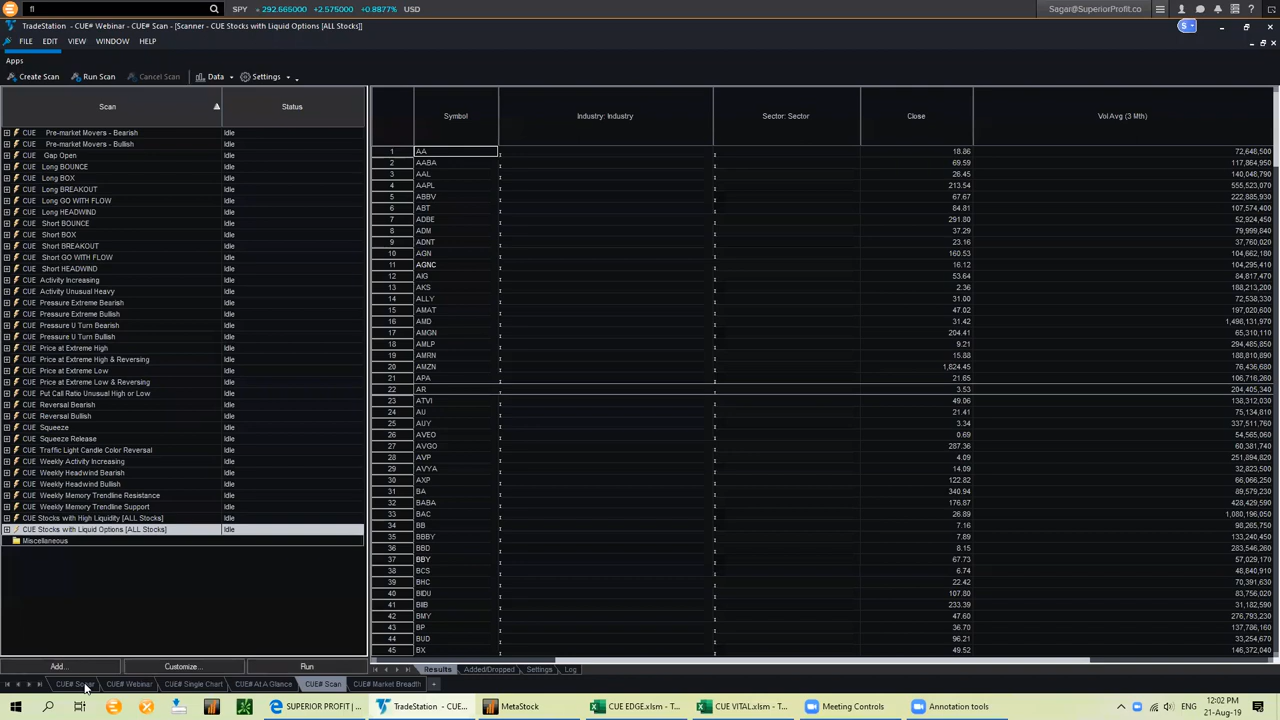 fl SPY ▲ 292.665000 +2.575000 +0.8877% USD Sagar@SuperiorProfit.co
TradeStation - CUE# Webinar - CUE# Scan - [Scanner - CUE Stocks with Liquid Options [ALL Stocks]]
FILE EDIT VIEW WINDOW HELP
Apps
Create Scan Run Scan Cancel Scan Data Settings
Scan Status
Symbol Industry: Industry Sector: Sector Close Vol Avg (3 Mth)
CUE Pre-market Movers - Bearish Idle
CUE Pre-market Movers - Bullish Idle
CUE Gap Open Idle
CUE Long BOUNCE Idle
CUE Long BOX Idle
CUE Long BREAKOUT Idle
CUE Long GO WITH FLOW Idle
CUE Long HEADWIND Idle
CUE Short BOUNCE Idle
CUE Short BOX Idle
CUE Short BREAKOUT Idle
CUE Short GO WITH FLOW Idle
CUE Short HEADWIND Idle
CUE Activity Increasing Idle
CUE Activity Unusual Heavy Idle
CUE Pressure Extreme Bearish Idle
CUE Pressure Extreme Bullish Idle
CUE Pressure U Turn Bearish Idle
CUE Pressure U Turn Bullish Idle
CUE Price at Extreme High Idle
CUE Price at Extreme High & Reversing Idle
CUE Price at Extreme Low Idle
CUE Price at Extreme Low & Reversing Idle
CUE Put Call Ratio Unusual High or Low Idle
CUE Reversal Bearish Idle
CUE Reversal Bullish Idle
CUE Squeeze Idle
CUE Squeeze Release Idle
CUE Traffic Light Candle Color Reversal Idle
CUE Weekly Activity Increasing Idle
CUE Weekly Headwind Bearish Idle
CUE Weekly Headwind Bullish Idle
CUE Weekly Memory Trendline Resistance Idle
CUE Weekly Memory Trendline Support Idle
CUE Stocks with High Liquidity [ALL Stocks] Idle
CUE Stocks with Liquid Options [ALL Stocks] Idle
Miscellaneous
1 AA 18.86 72,648,500
2 AABA 69.59 117,864,950
3 AAL 26.45 140,048,790
4 AAPL 213.54 555,523,070
5 ABBV 67.67 222,885,930
6 ABT 84.81 107,574,400
7 ADBE 291.80 52,924,450
8 ADM 37.29 79,999,840
9 ADNT 23.16 37,760,020
10 AGN 160.53 104,662,180
11 AGNC 16.12 104,295,410
12 AIG 53.64 84,817,470
13 AKS 2.36 188,213,200
14 ALLY 31.00 72,538,330
15 AMAT 47.02 197,020,600
16 AMD 31.42 1,498,131,970
17 AMGN 204.41 65,310,110
18 AMLP 9.21 294,485,850
19 AMRN 15.88 188,810,890
20 AMZN 1,824.45 76,436,680
21 APA 21.65 106,716,260
22 AR 3.53 204,405,340
23 ATVI 49.06 138,312,030
24 AU 21.41 75,134,810
25 AUY 3.34 337,511,760
26 AVEO 0.69 54,565,060
27 AVGO 287.36 60,381,740
28 AVP 4.09 251,894,820
29 AVYA 14.09 32,823,500
30 AXP 122.82 66,066,250
31 BA 340.94 89,579,230
32 BABA 176.87 428,429,590
33 BAC 26.89 1,080,196,050
34 BB 7.16 98,265,750
35 BBBY 7.89 133,240,450
36 BBD 8.15 283,546,260
37 BBY 67.73 57,029,170
38 BCS 6.74 48,840,910
39 BHC 22.42 70,391,630
40 BIDU 107.80 83,756,020
41 BIIB 233.39 31,182,590
42 BMY 47.60 276,793,230
43 BP 36.70 137,786,160
44 BUD 96.21 33,254,670
45 BX 49.52 146,372,040
Add... Customize... Run
Results Added/Dropped Settings Log
CUE# CUE# Webinar CUE# Single Chart CUE# At A Glance CUE# Scan CUE# Market Breadth +
SUPERIOR PROFIT | ... TradeStation - CUE... MetaStock CUE EDGE.xlsm - T... CUE VITAL.xlsm - T... Meeting Controls Annotation tools
12:02 PM
21-Aug-19